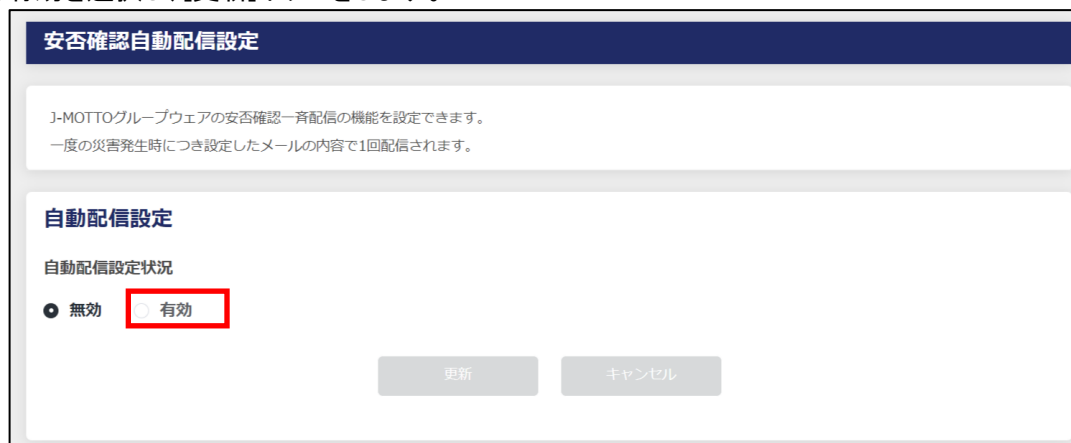 安否確認自動配信設定
J-MOTTOグループウェアの安否確認一斉配信の機能を設定できます。
一度の災害発生時につき設定したメールの内容で1回配信されます。
自動配信設定
自動配信設定状況
無効 有効
更新 キャンセル